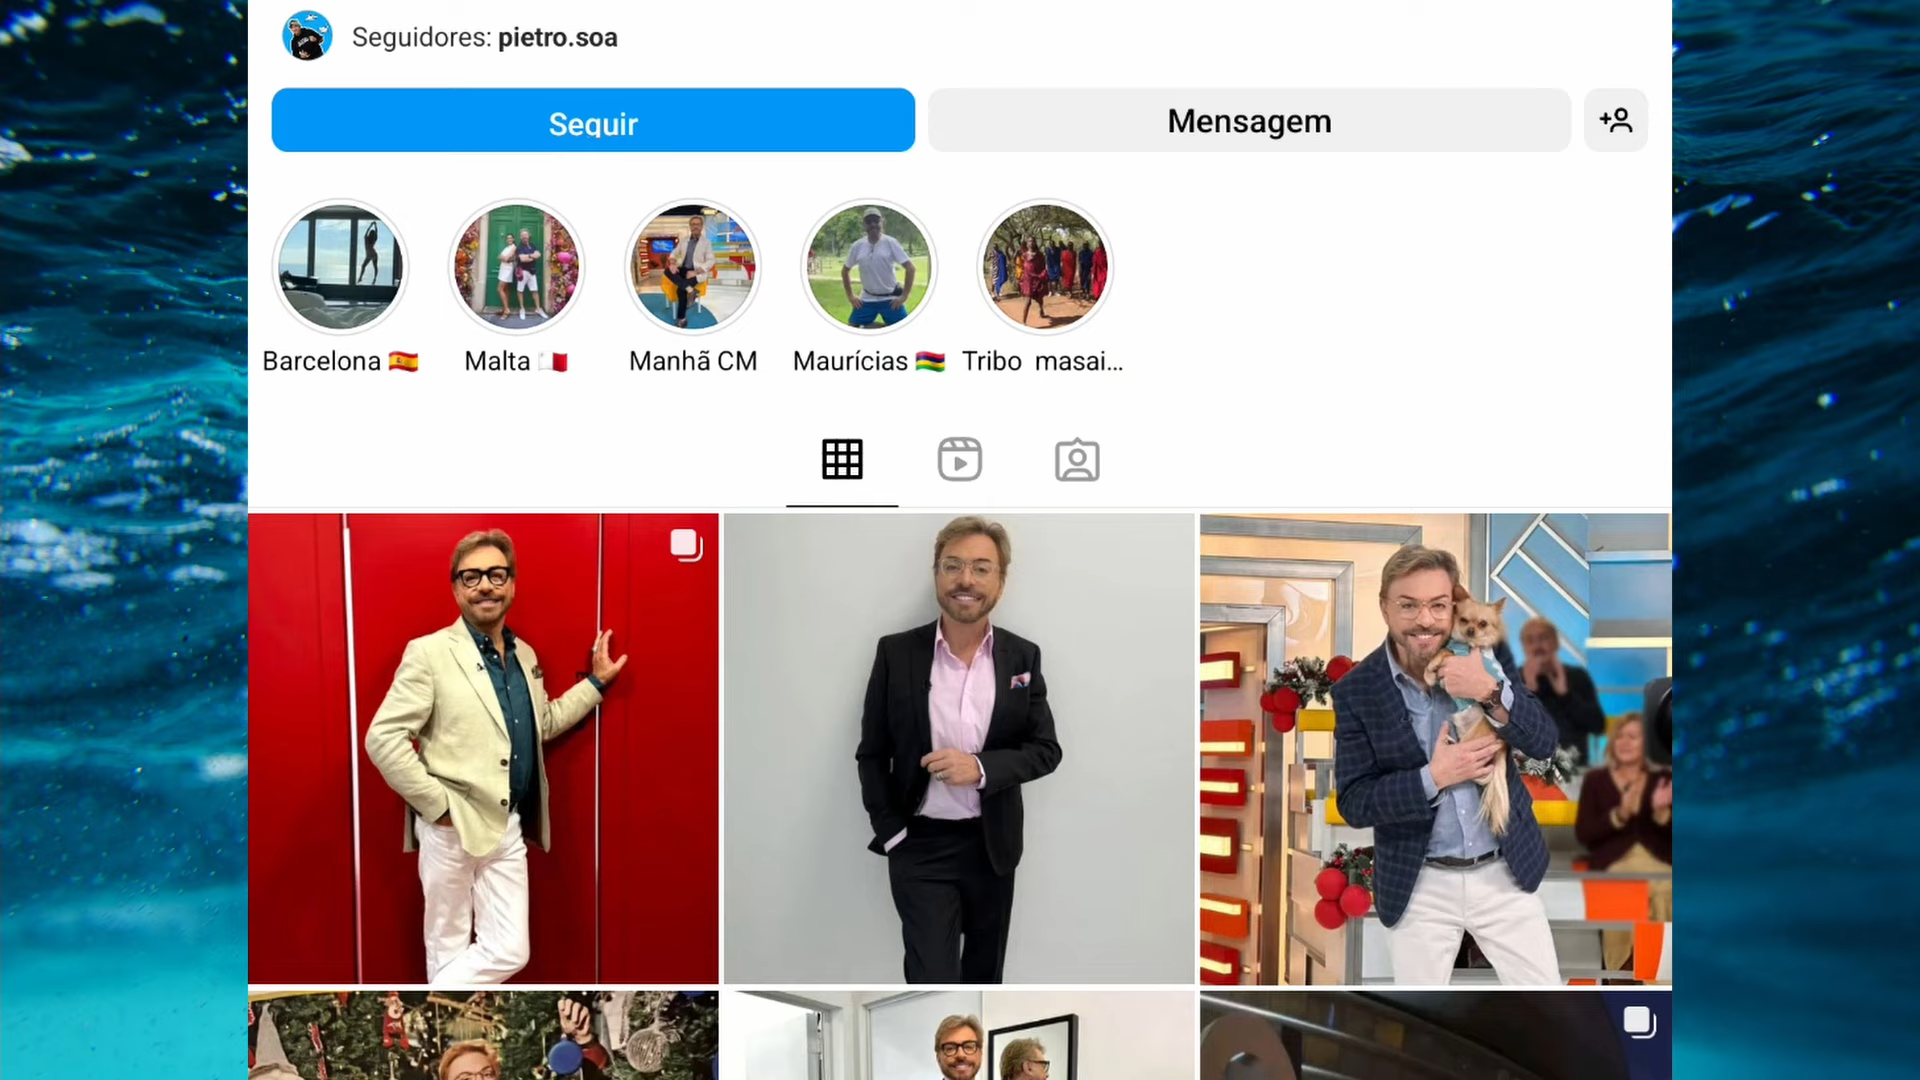 Seguidores: pietro.soa
Seguir
Mensagem
Barcelona 🇪🇸
Malta 🇲🇹
Manhã CM
Maurícias 🇲🇺
Tribo masai...